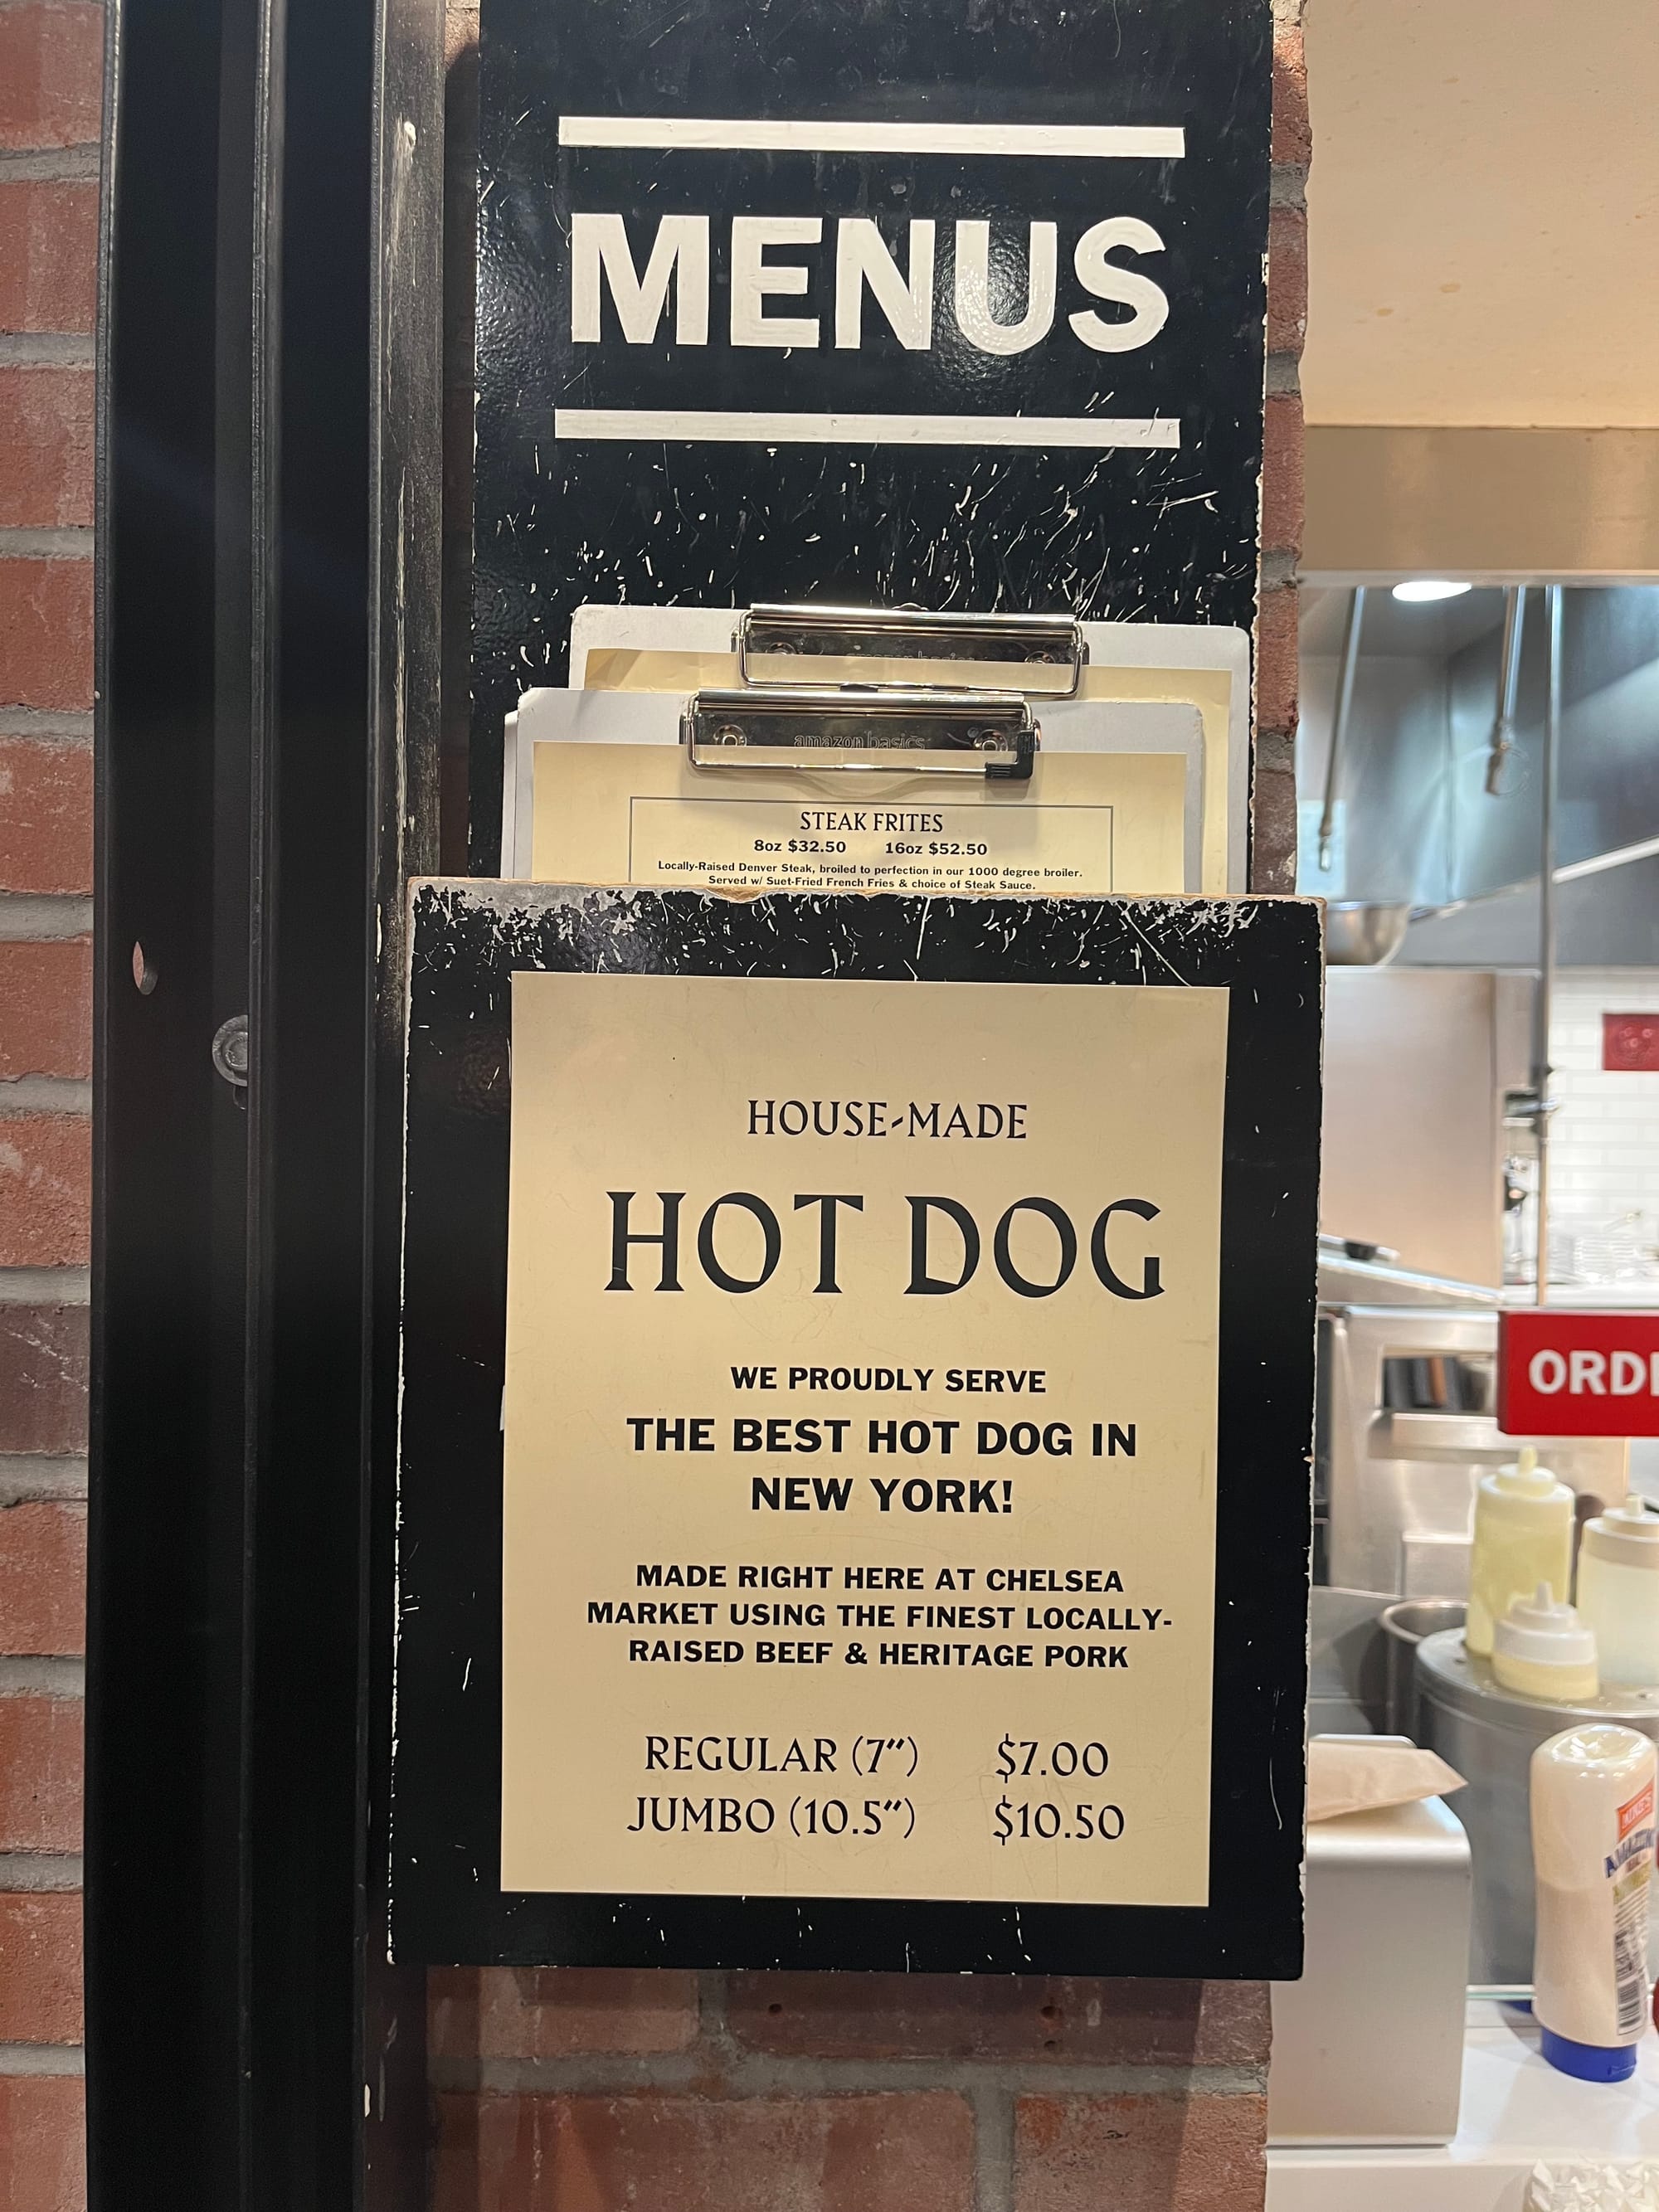 MENUS
amazon basics
STEAK FRITES
8oz $32.50 16oz $52.50
Locally-Raised Denver Steak, broiled to perfection in our 1000 degree broiler.
Served w/ Suet-Fried French Fries & choice of Steak Sauce.
HOUSE-MADE
HOT DOG
WE PROUDLY SERVE
THE BEST HOT DOG IN
NEW YORK!
MADE RIGHT HERE AT CHELSEA
MARKET USING THE FINEST LOCALLY-
RAISED BEEF & HERITAGE PORK
REGULAR (7") $7.00
JUMBO (10.5") $10.50
ORDE